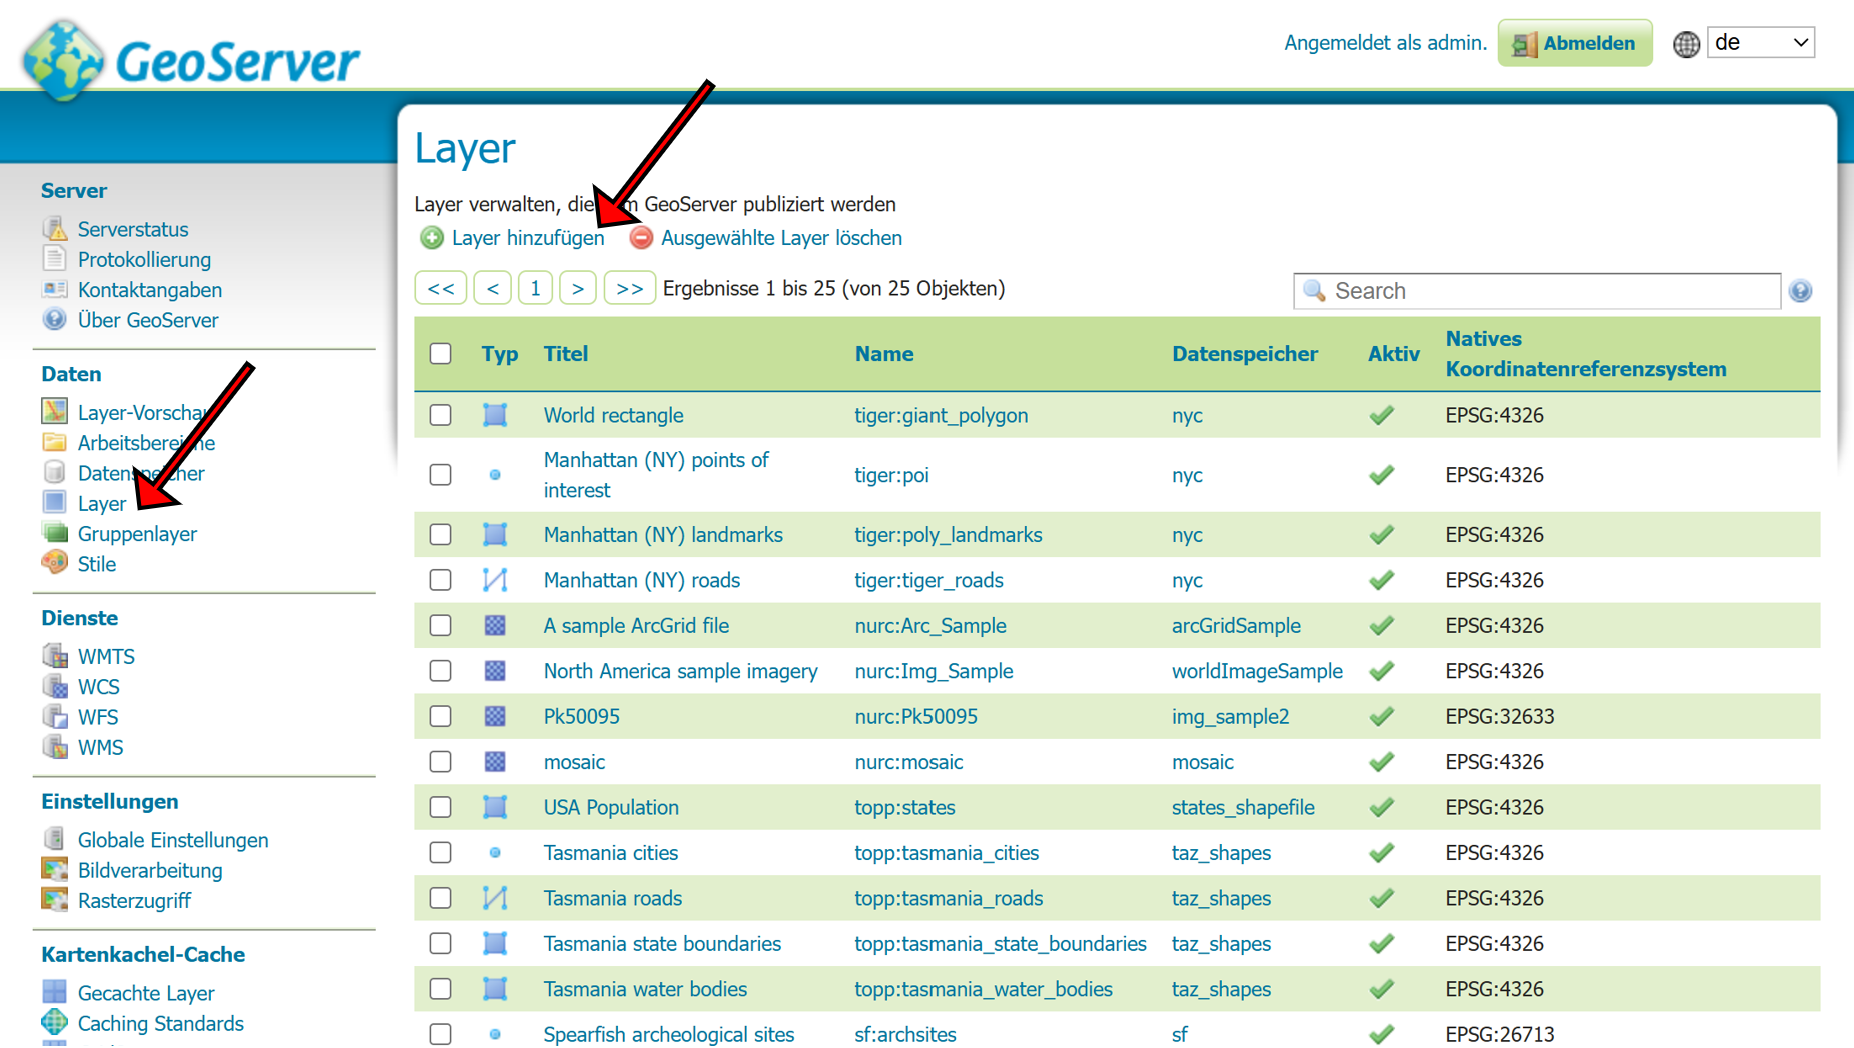 GeoServer
Angemeldet als admin.
Abmelden
de
Server
Serverstatus
Protokollierung
Kontaktangaben
Über GeoServer
Daten
Layer-Vorschau
Arbeitsbereiche
Datenspeicher
Layer
Gruppenlayer
Stile
Dienste
WMTS
WCS
WFS
WMS
Einstellungen
Globale Einstellungen
Bildverarbeitung
Rasterzugriff
Kartenkachel-Cache
Gecachte Layer
Caching Standards
Layer
Layer verwalten, die GeoServer publiziert werden
Layer hinzufügen Ausgewählte Layer löschen
<< < 1 > >> Ergebnisse 1 bis 25 (von 25 Objekten)
Search
Typ Titel Name Datenspeicher Aktiv Natives Koordinatenreferenzsystem
World rectangle tiger:giant_polygon nyc EPSG:4326
Manhattan (NY) points of interest tiger:poi nyc EPSG:4326
Manhattan (NY) landmarks tiger:poly_landmarks nyc EPSG:4326
Manhattan (NY) roads tiger:tiger_roads nyc EPSG:4326
A sample ArcGrid file nurc:Arc_Sample arcGridSample EPSG:4326
North America sample imagery nurc:Img_Sample worldImageSample EPSG:4326
Pk50095 nurc:Pk50095 img_sample2 EPSG:32633
mosaic nurc:mosaic mosaic EPSG:4326
USA Population topp:states states_shapefile EPSG:4326
Tasmania cities topp:tasmania_cities taz_shapes EPSG:4326
Tasmania roads topp:tasmania_roads taz_shapes EPSG:4326
Tasmania state boundaries topp:tasmania_state_boundaries taz_shapes EPSG:4326
Tasmania water bodies topp:tasmania_water_bodies taz_shapes EPSG:4326
Spearfish archeological sites sf:archsites sf EPSG:26713